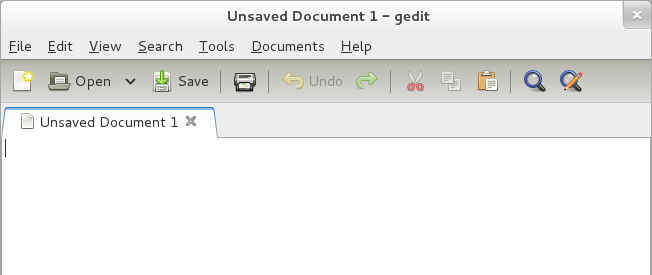 Unsaved Document 1 - gedit
File Edit View Search Tools Documents Help
Open Save Undo
Unsaved Document 1